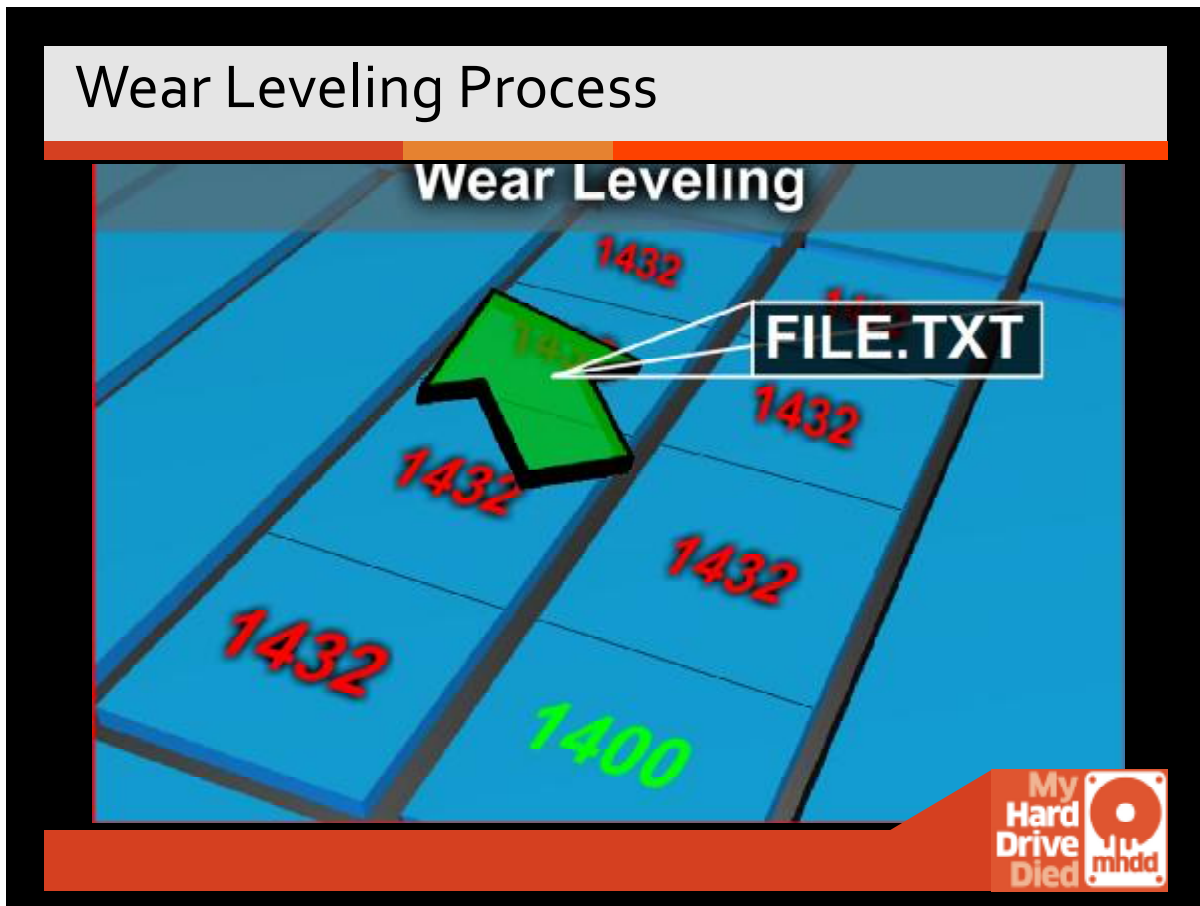 Wear Leveling Process
Wear Leveling
1432
FILE.TXT
1432
1432
1432
1432
1400
My
Hard
Drive
Died
mhdd